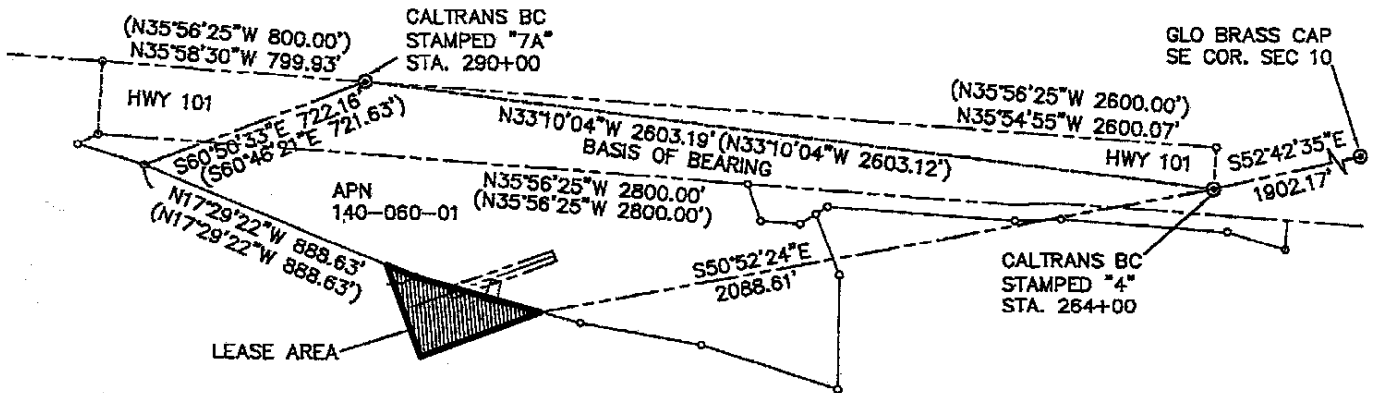 CALTRANS BC
STAMPED "7A"
STA. 290+00
(N35°56'25"W 800.00')
N35°58'30"W 799.93'
HWY 101
S60°50'33"E 722.16'
(S60°46'21"E 721.63')
GLO BRASS CAP
SE COR. SEC 10
(N35°56'25"W 2600.00')
N35°54'55"W 2600.07'
N33°10'04"W 2603.19' (N33°10'04"W 2603.12')
BASIS OF BEARING
HWY 101
S52°42'35"E
1902.17'
APN
140-060-01
N35°56'25"W 2800.00'
(N35°56'25"W 2800.00')
N17°29'22"W 888.63'
(N17°29'22"W 888.63')
S50°52'24"E
2088.61'
CALTRANS BC
STAMPED "4"
STA. 264+00
LEASE AREA